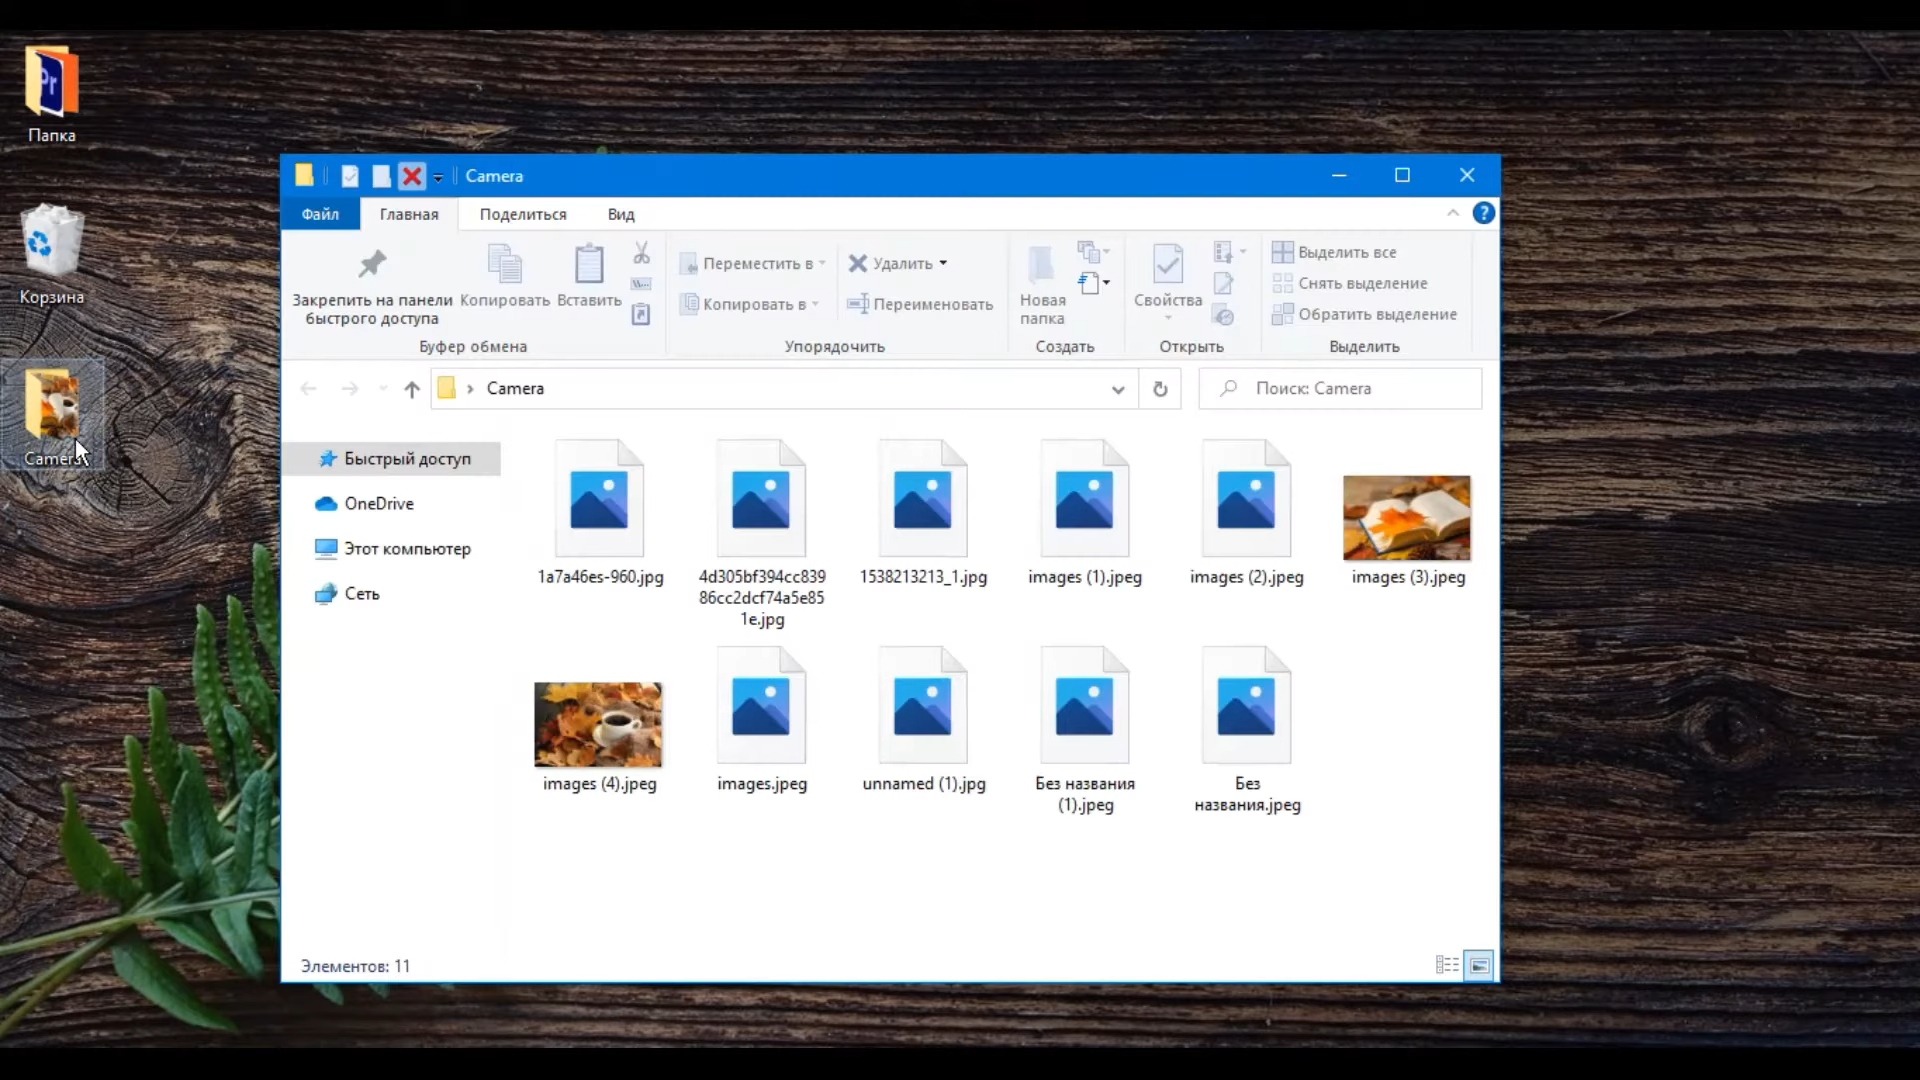 Pr
Папка
Корзина
Camera
Camera
Файл
Главная
Поделиться
Вид
?
Закрепить на панели
быстрого доступа
Копировать
Вставить
Переместить в
Копировать в
Удалить
Переименовать
Новая
папка
Свойства
Выделить все
Снять выделение
Обратить выделение
Буфер обмена
Упорядочить
Создать
Открыть
Выделить
Camera
Поиск: Camera
Быстрый доступ
OneDrive
Этот компьютер
Сеть
1a7a46es-960.jpg
4d305bf394cc839
86cc2dcf74a5e85
1e.jpg
1538213213_1.jpg
images (1).jpeg
images (2).jpeg
images (3).jpeg
images (4).jpeg
images.jpeg
unnamed (1).jpg
Без названия
(1).jpeg
Без
названия.jpeg
Элементов: 11